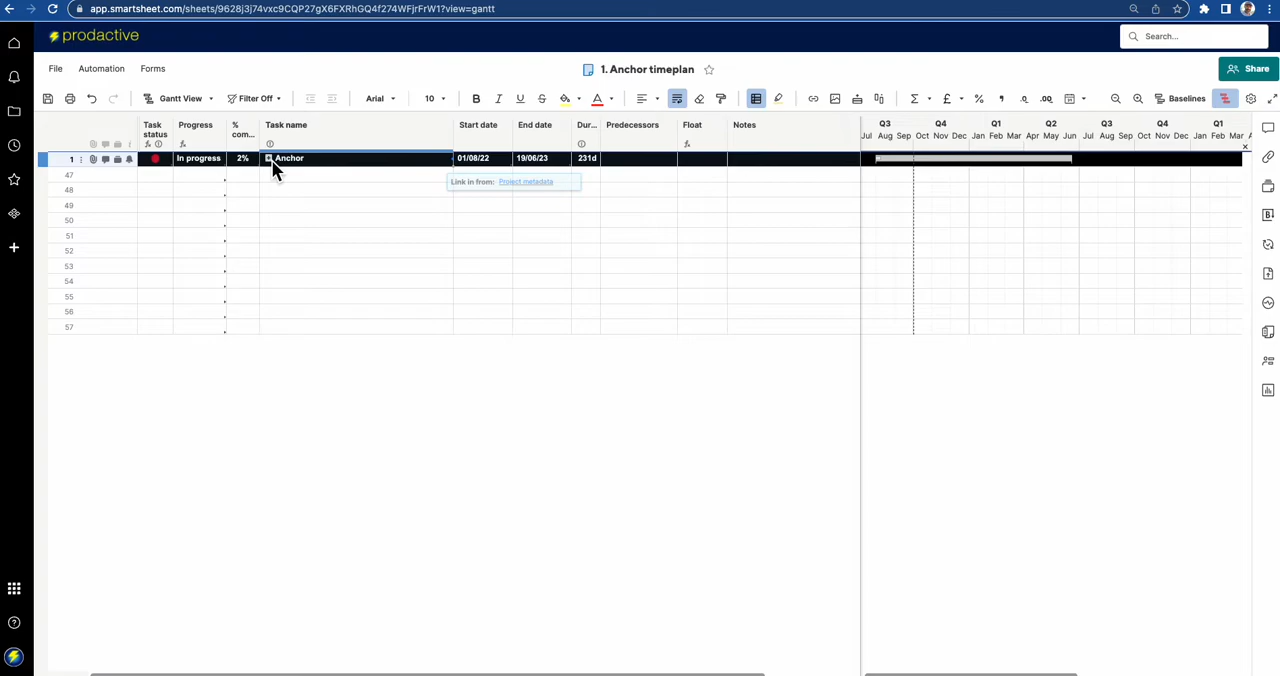 app.smartsheet.com/sheets/9628j3j74vxc9CQP27gX6FXRhGQ4f274WFjrFrW1?view=gantt
prodactive
Search...
File Automation Forms
1. Anchor timeplan
Share
Gantt View Filter Off Arial 10 B I U S A Σ £ % , .0 .00 Baselines
Task status Progress % com... Task name Start date End date Dur... Predecessors Float Notes
Q3 Q4 Q1 Q2 Q3 Q4 Q1
Jul Aug Sep Oct Nov Dec Jan Feb Mar Apr May Jun Jul Aug Sep Oct Nov Dec Jan Feb Mar A
1 In progress 2% Anchor 01/08/22 19/06/23 231d
Link in from: Project metadata
47
48
49
50
51
52
53
54
55
56
57